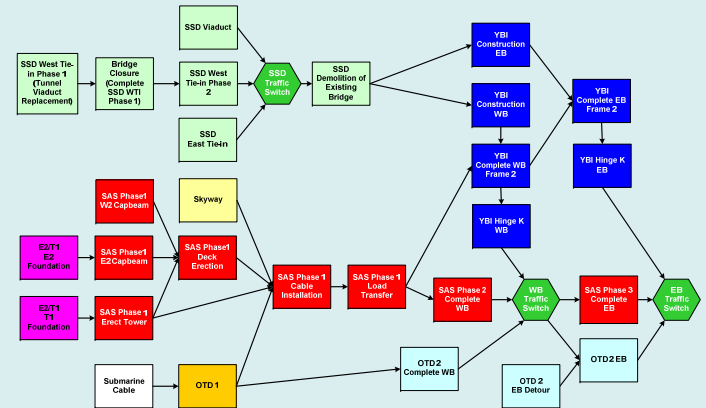 SSD Viaduct
SSD West Tie-
in Phase 1
(Tunnel
Viaduct
Replacement)
Bridge
Closure
(Complete
SSD WTI
Phase 1)
SSD West
Tie-in Phase
2
SSD
Traffic
Switch
SSD
Demolition of
Existing
Bridge
SSD
East Tie-in
YBI
Construction
EB
YBI
Construction
WB
YBI
Complete EB
Frame 2
YBI
Complete WB
Frame 2
YBI Hinge K
EB
YBI Hinge K
WB
SAS Phase1
W2 Capbeam
Skyway
E2/T1
E2
Foundation
SAS Phase1
E2 Capbeam
SAS Phase1
Deck
Erection
E2/T1
T1
Foundation
SAS Phase 1
Erect Tower
SAS Phase 1
Cable
Installation
SAS Phase 1
Load
Transfer
SAS Phase 2
Complete
WB
WB
Traffic
Switch
SAS Phase 3
Complete
EB
EB
Traffic
Switch
Submarine
Cable
OTD 1
OTD 2
Complete WB
OTD 2
EB Detour
OTD 2 EB